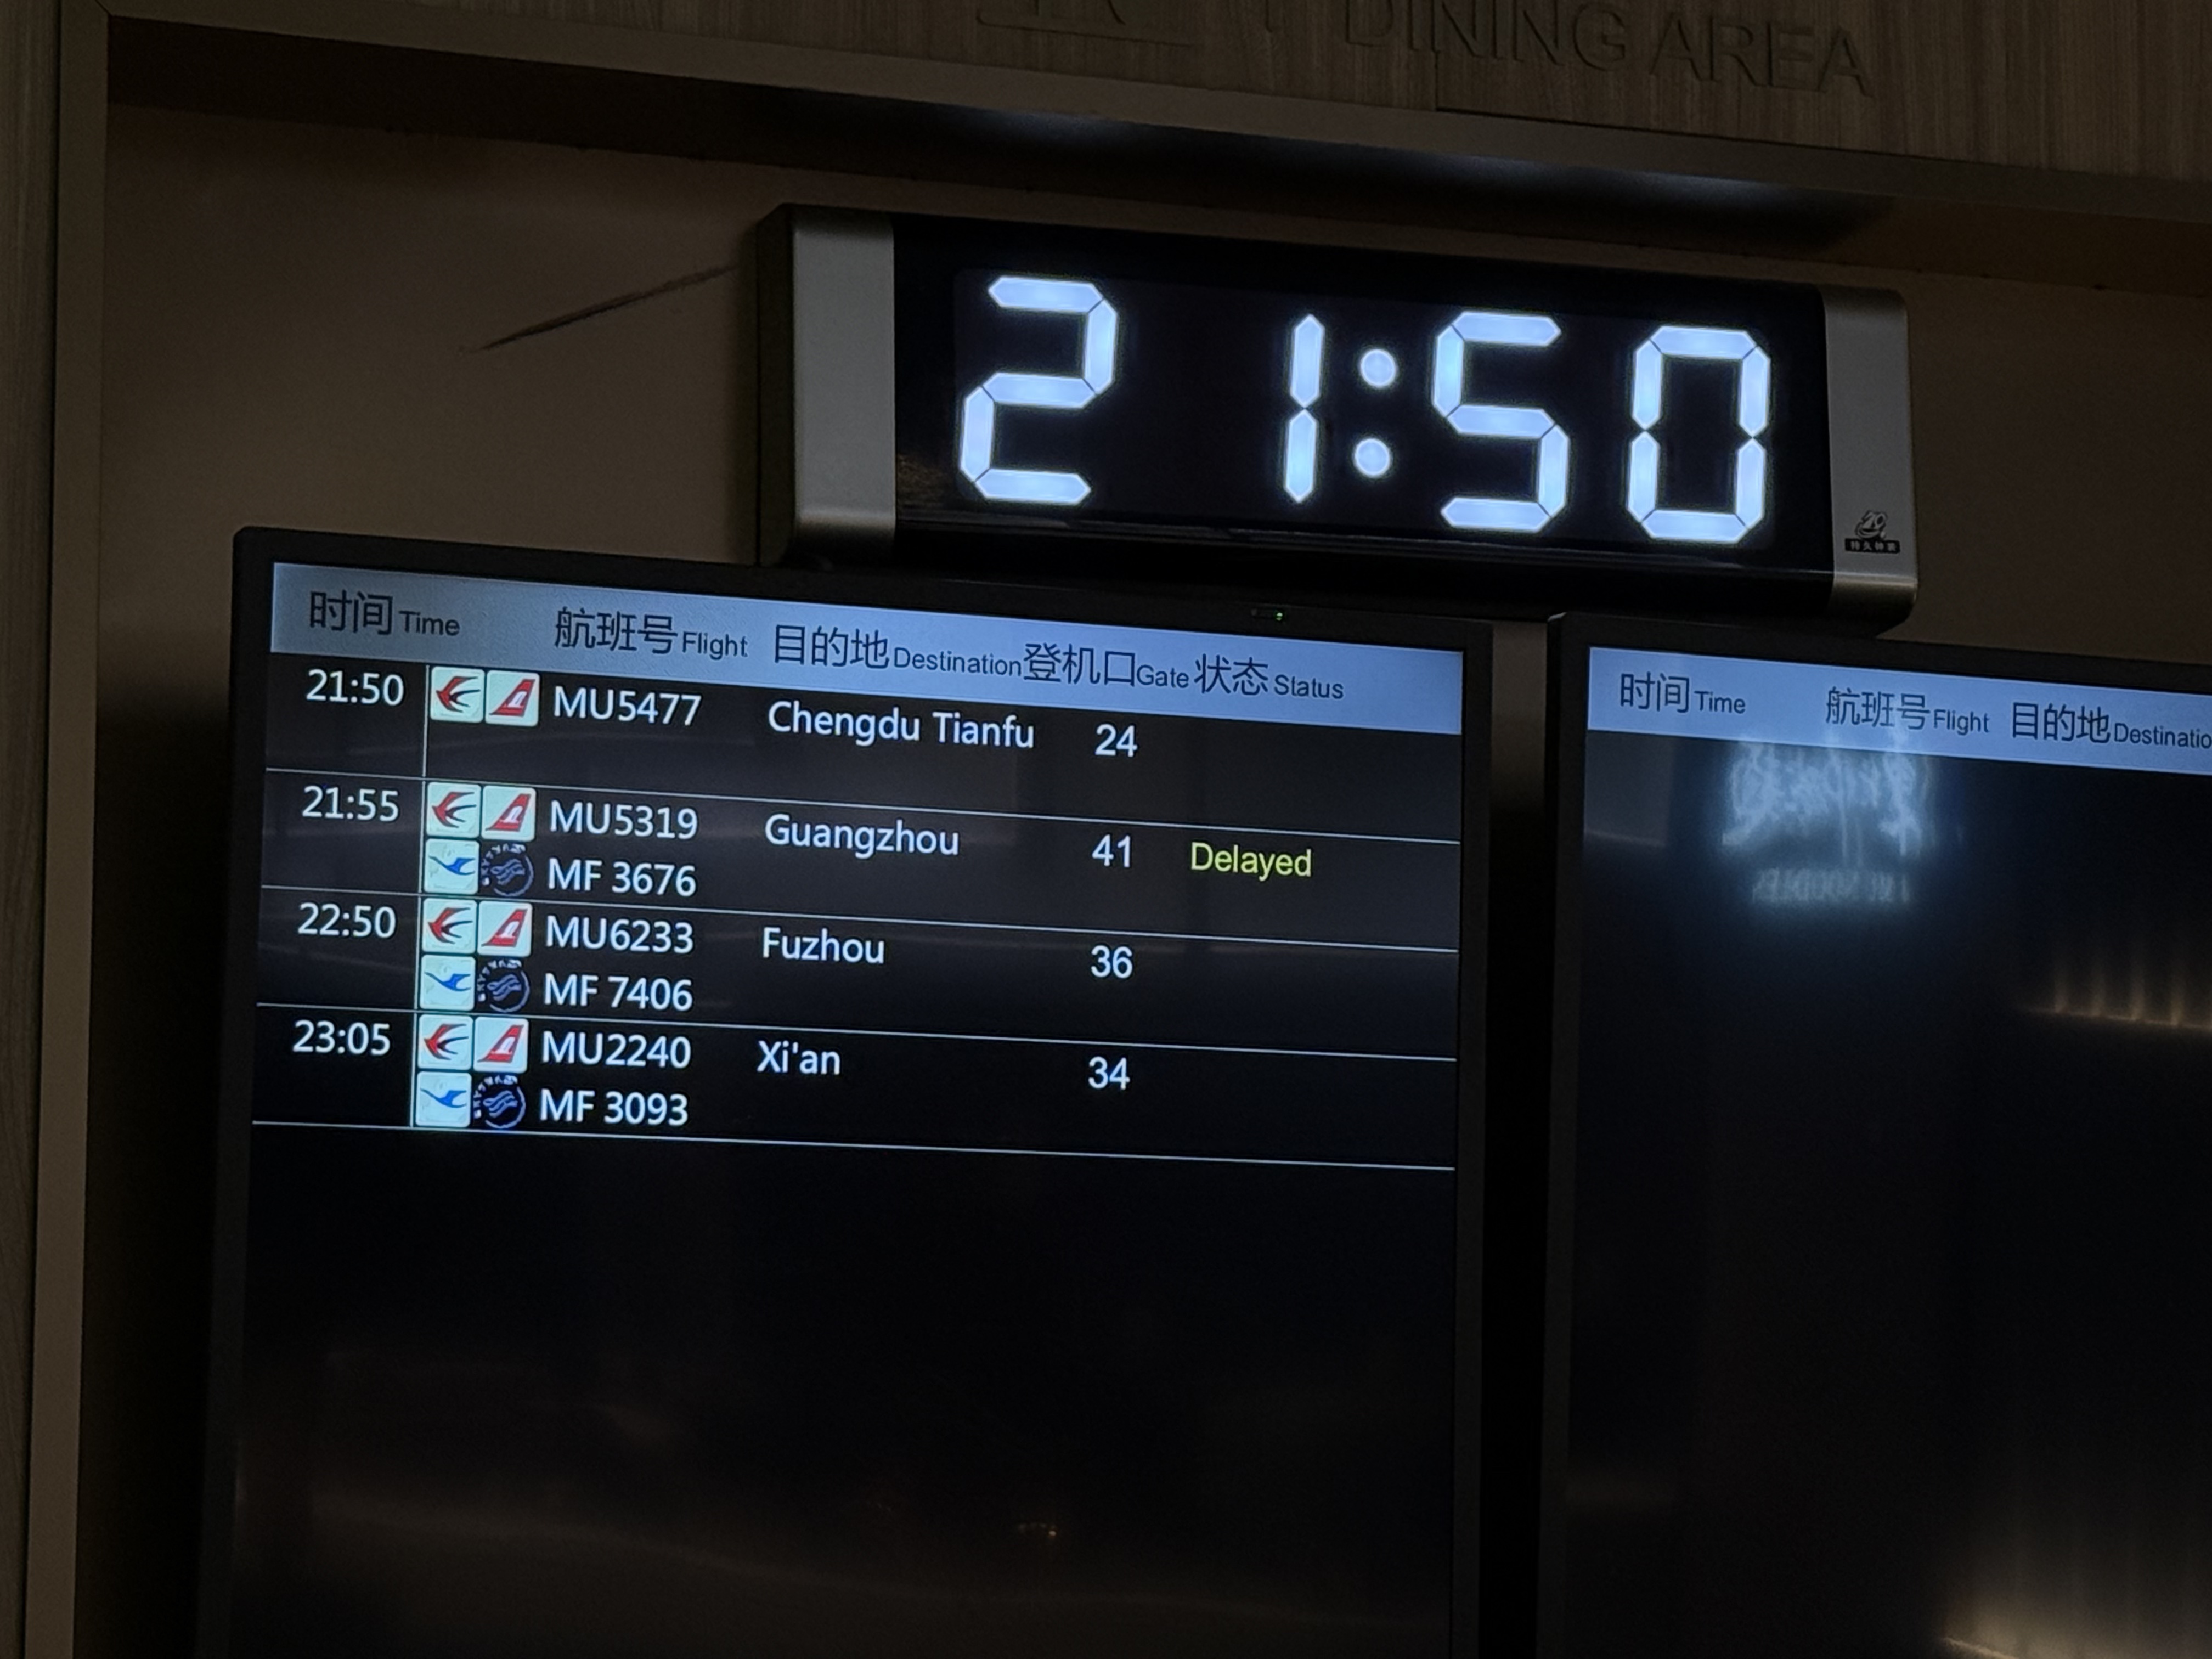 DINING AREA
21:50
时间Time 航班号Flight 目的地Destination 登机口Gate 状态Status
21:50 MU5477 Chengdu Tianfu 24
21:55 MU5319 Guangzhou 41 Delayed
MF 3676
22:50 MU6233 Fuzhou 36
MF 7406
23:05 MU2240 Xi'an 34
MF 3093
时间Time 航班号Flight 目的地Destinatio